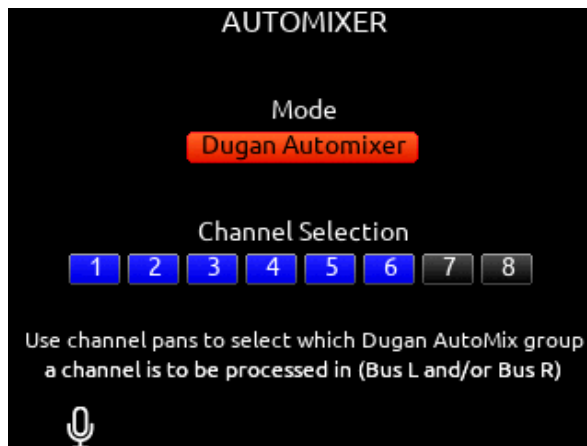 AUTOMIXER
Mode
Dugan Automixer
Channel Selection
1 2 3 4 5 6 7 8
Use channel pans to select which Dugan AutoMix group
a channel is to be processed in (Bus L and/or Bus R)